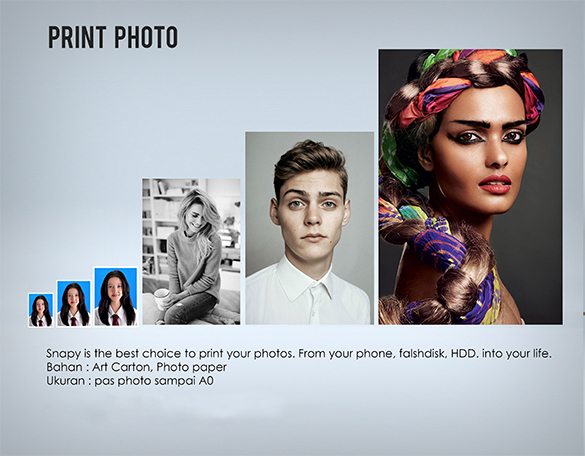 PRINT PHOTO
Snapy is the best choice to print your photos. From your phone, falshdisk, HDD. into your life.
Bahan : Art Carton, Photo paper
Ukuran : pas photo sampai A0